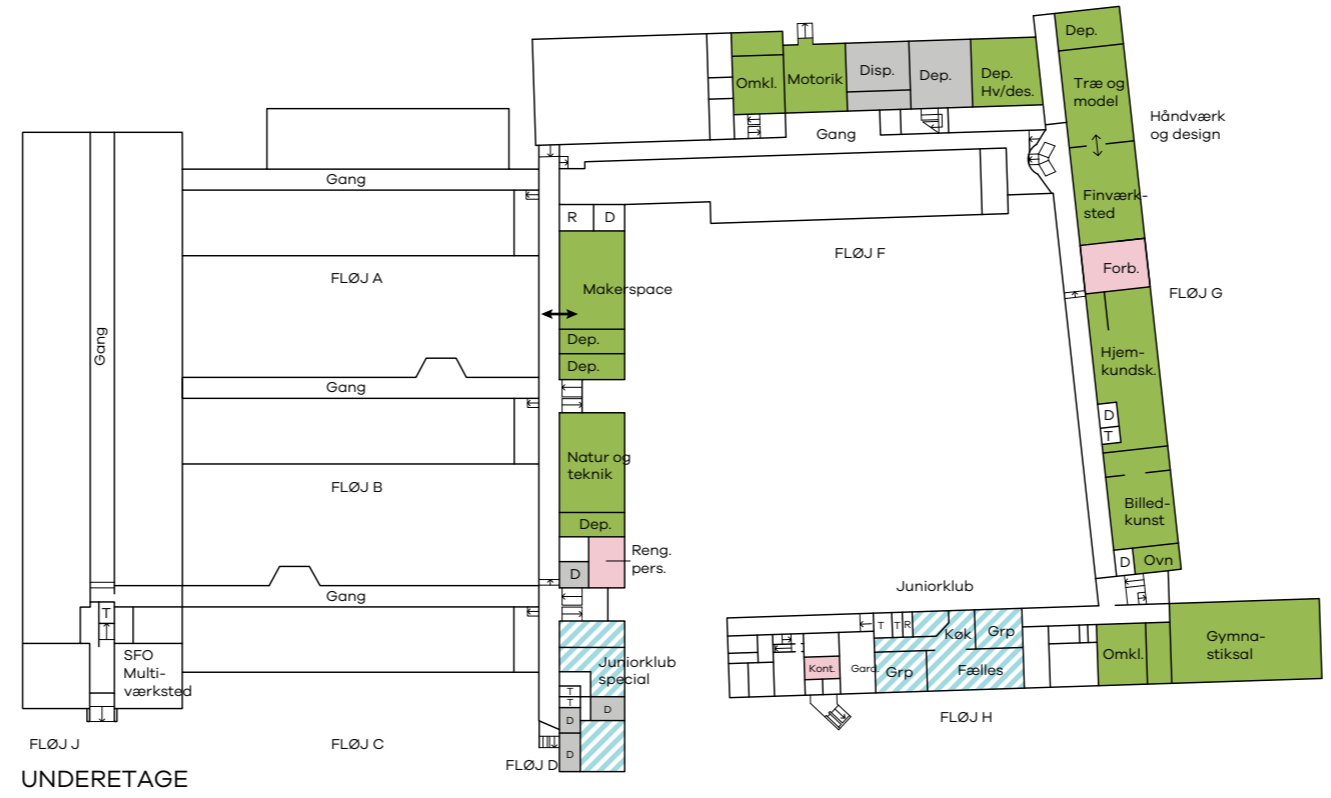 Dep.
Omkl.
Motorik
Disp.
Dep.
Dep.
Hv/des.
Træ og
model
Håndværk
og design
Gang
Gang
Finværk-
sted
R
D
FLØJ A
FLØJ F
Forb.
FLØJ G
Makerspace
Gang
Dep.
Dep.
Hjem-
kundsk.
Gang
D
T
Natur og
teknik
FLØJ B
Billed-
kunst
Dep.
Reng.
pers.
D
D
Ovn
Juniorklub
Gang
T
T
T
R
Køk
Grp
Gymna-
stiksal
SFO
Multi-
værksted
Juniorklub
special
Kont.
Gard.
Grp
Fælles
Omkl.
T
T
D
D
D
FLØJ H
FLØJ J
FLØJ C
FLØJ D
UNDERETAGE